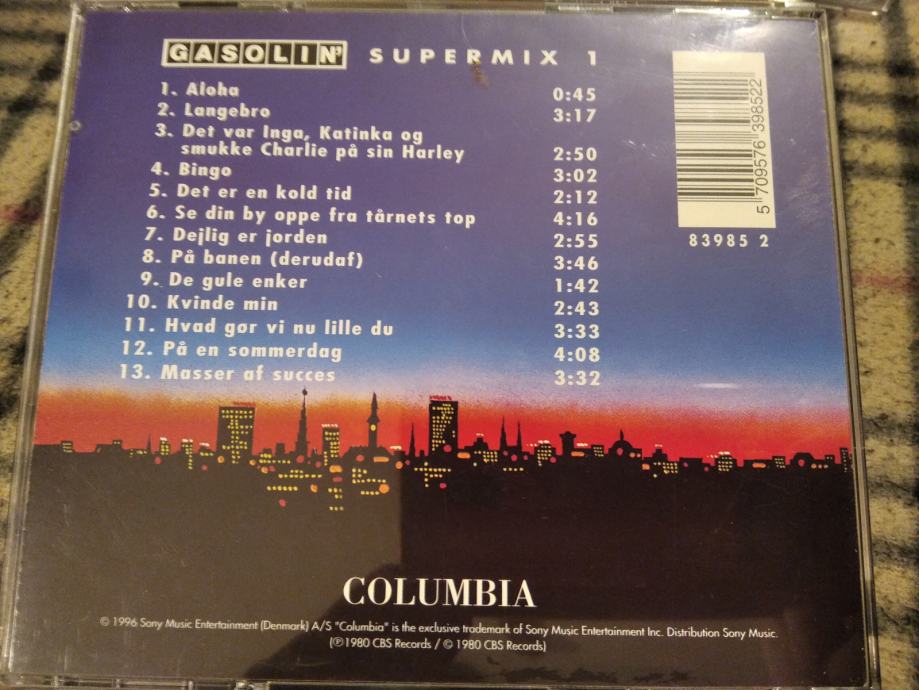 GASOLIN' SUPERMIX 1
1. Aloha 0:45
2. Langebro 3:17
3. Det var Inga, Katinka og
smukke Charlie på sin Harley 2:50
4. Bingo 3:02
5. Det er en kold tid 2:12
6. Se din by oppe fra tårnets top 4:16
7. Dejlig er jorden 2:55
8. På banen (derudaf) 3:46
9. De gule enker 1:42
10. Kvinde min 2:43
11. Hvad gør vi nu lille du 3:33
12. På en sommerdag 4:08
13. Masser af succes 3:32
5 709576 398522
83985 2
COLUMBIA
© 1996 Sony Music Entertainment (Denmark) A/S "Columbia" is the exclusive trademark of Sony Music Entertainment Inc. Distribution Sony Music.
(℗ 1980 CBS Records / © 1980 CBS Records)